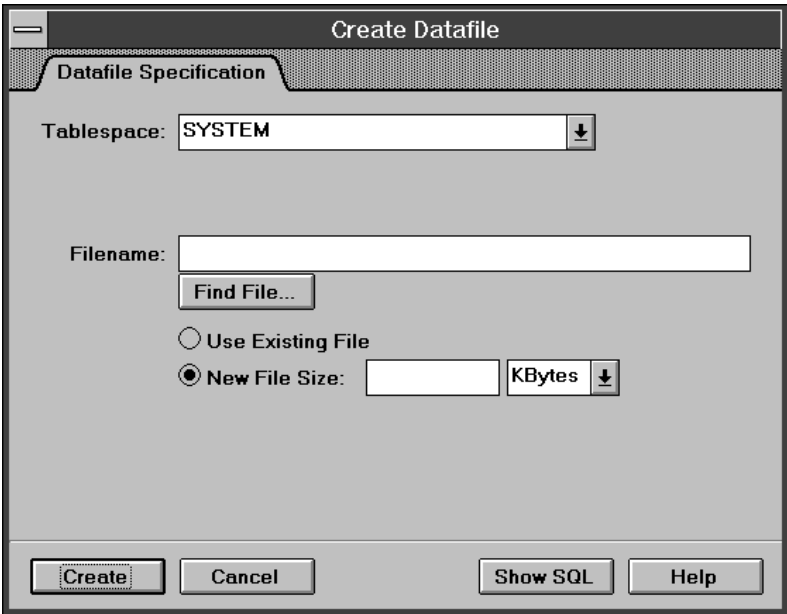 Create Datafile
Datafile Specification
Tablespace: SYSTEM
Filename:
Find File...
Use Existing File
New File Size: KBytes
Create Cancel Show SQL Help